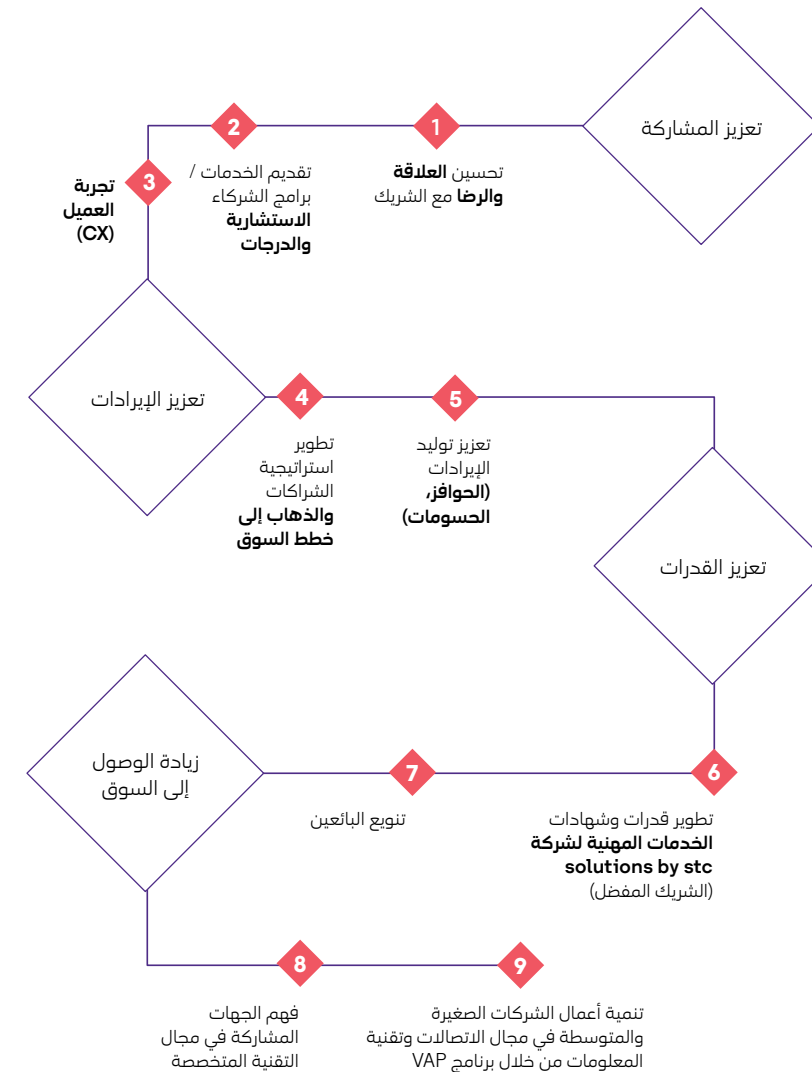 تعزيز المشاركة
1
تحسين العلاقة
والرضا مع الشريك
2
تقديم الخدمات /
برامج الشركاء
الاستشارية
والدرجات
3
تجربة
العميل
(CX)
تعزيز الإيرادات
4
تطوير
استراتيجية
الشراكات
والذهاب إلى
خطط السوق
5
تعزيز توليد
الإيرادات
(الحوافز،
الحسومات)
تعزيز القدرات
6
تطوير قدرات وشهادات
الخدمات المهنية لشركة
solutions by stc
(الشريك المفضل)
7
تنويع البائعين
زيادة الوصول
إلى السوق
8
فهم الجهات
المشاركة في مجال
التقنية المتخصصة
9
تنمية أعمال الشركات الصغيرة
والمتوسطة في مجال الاتصالات وتقنية
المعلومات من خلال برنامج VAP